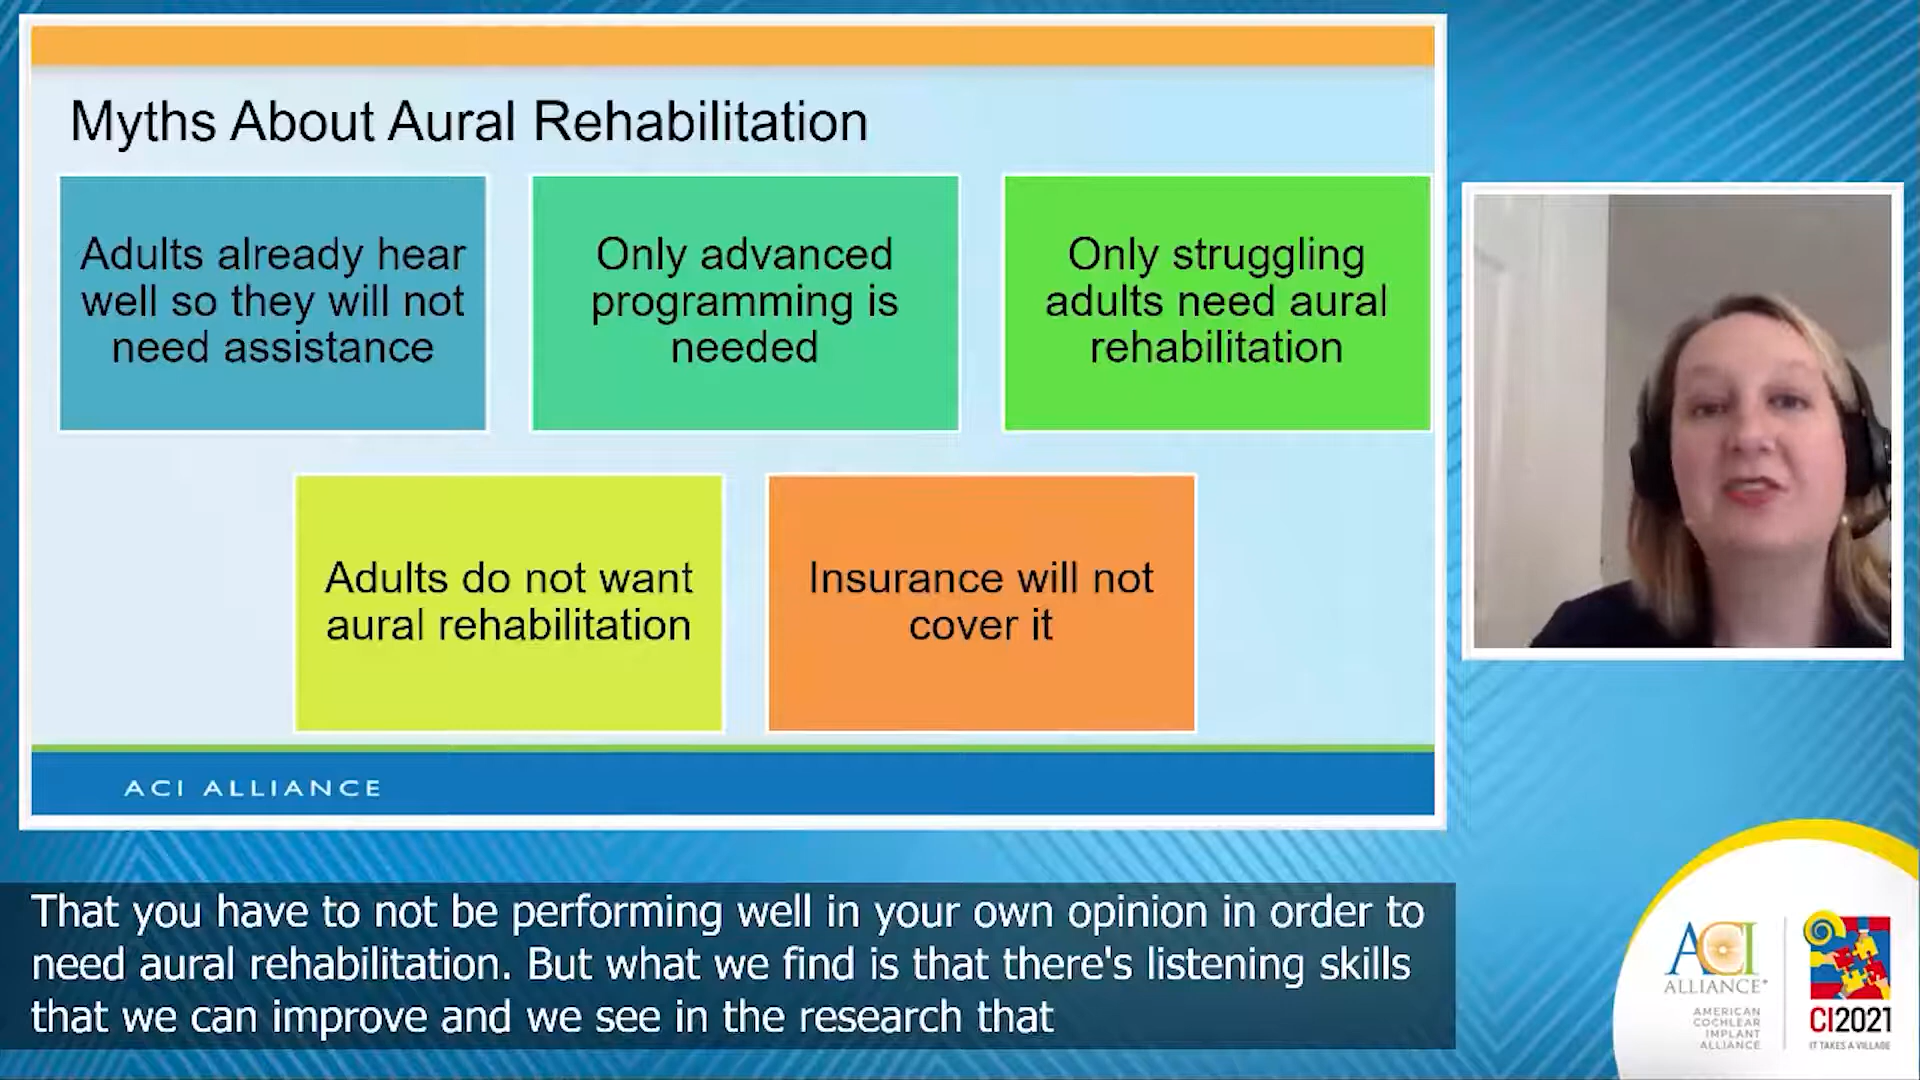 Myths About Aural Rehabilitation
Adults already hear
well so they will not
need assistance
Only advanced
programming is
needed
Only struggling
adults need aural
rehabilitation
Adults do not want
aural rehabilitation
Insurance will not
cover it
ACI ALLIANCE
That you have to not be performing well in your own opinion in order to
need aural rehabilitation. But what we find is that there's listening skills
that we can improve and we see in the research that
ACI
ALLIANCE
AMERICAN
COCHLEAR
IMPLANT
ALLIANCE
CI2021
IT TAKES A VILLAGE